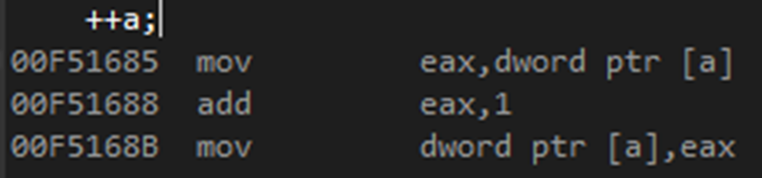 ++a;
00F51685 mov eax,dword ptr [a]
00F51688 add eax,1
00F5168B mov dword ptr [a],eax